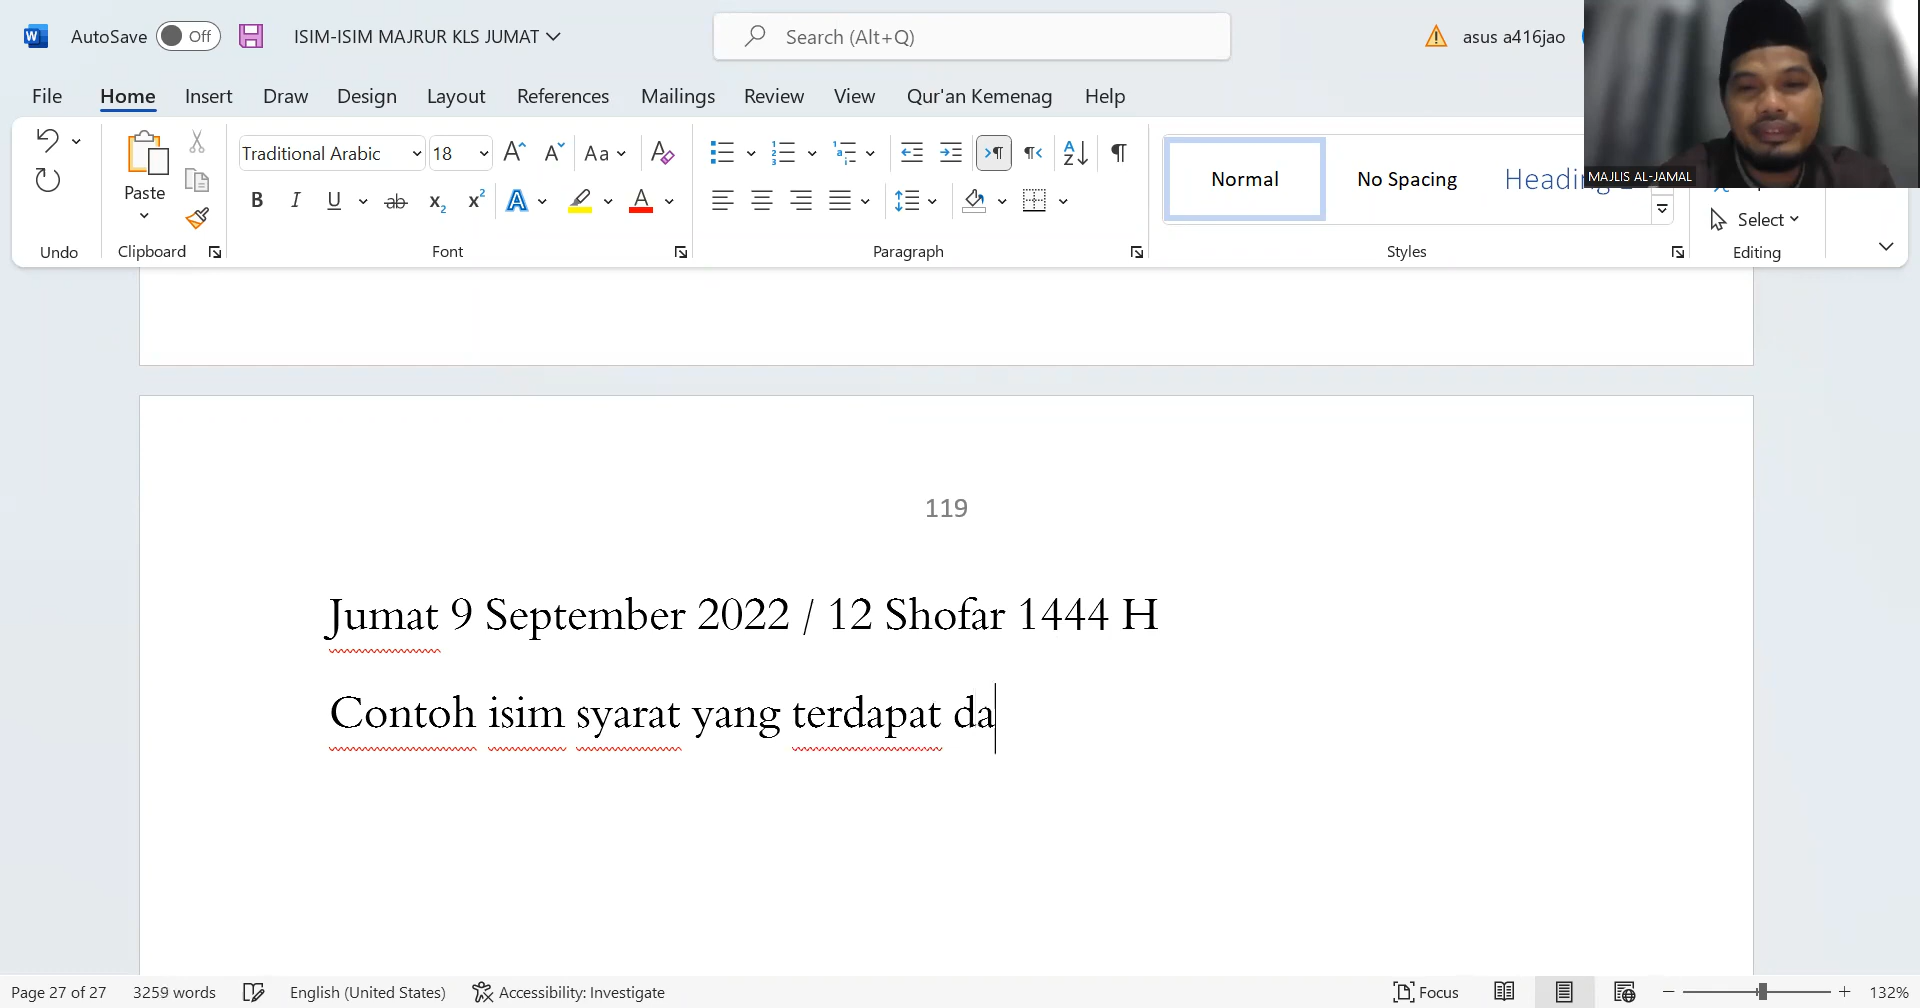 AutoSave Off ISIM-ISIM MAJRUR KLS JUMAT Search (Alt+Q) asus a416jao
File Home Insert Draw Design Layout References Mailings Review View Qur'an Kemenag Help
Traditional Arabic 18
Paste
Normal No Spacing Heading
MAJLIS AL-JAMAL
Select
Undo Clipboard Font Paragraph Styles Editing
119
Jumat 9 September 2022 / 12 Shofar 1444 H
Contoh isim syarat yang terdapat da
Page 27 of 27 3259 words English (United States) Accessibility: Investigate Focus 132%